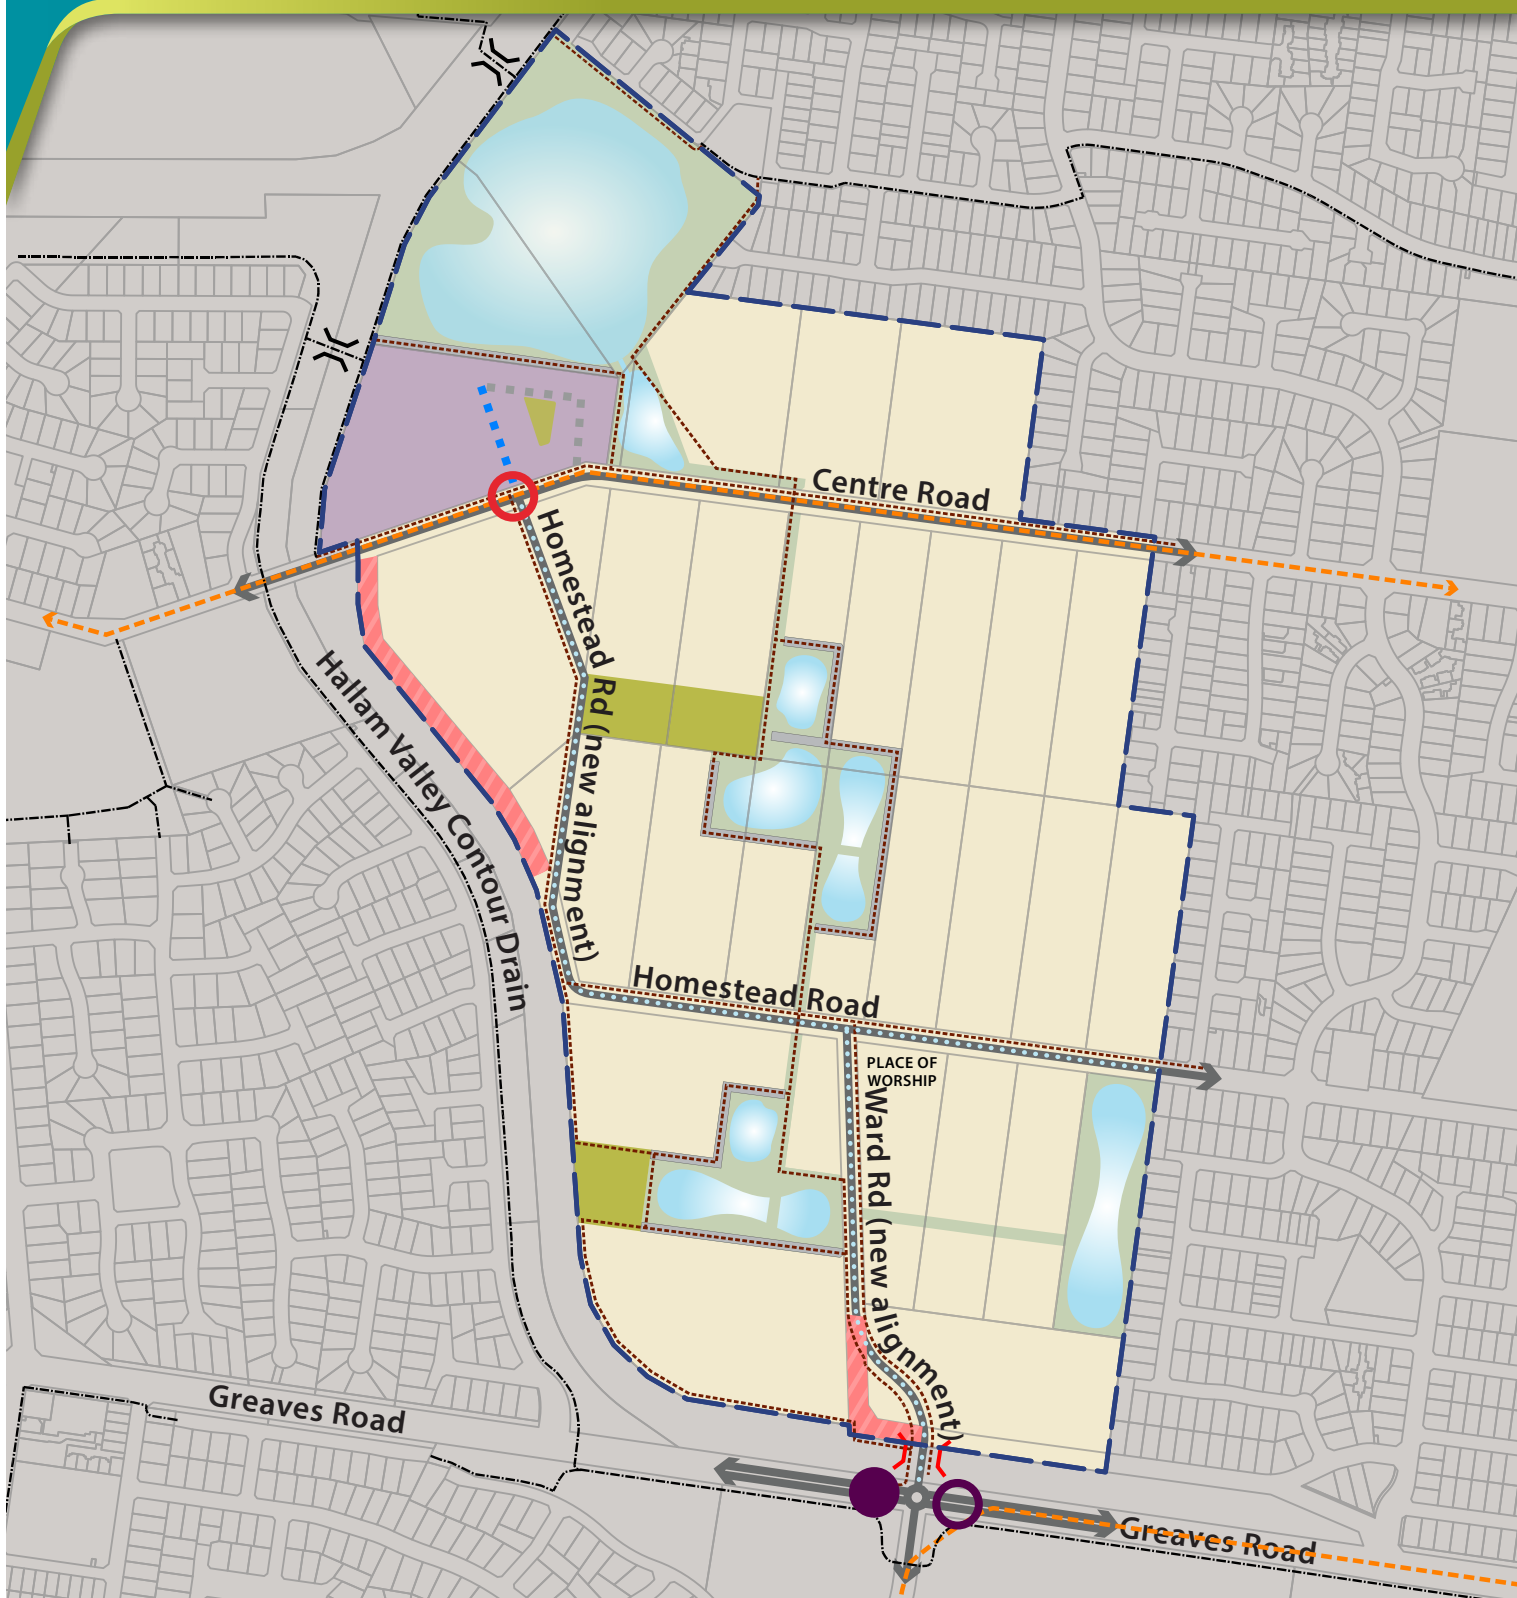 Centre Road
Homestead Rd (new alignment)
Hallam Valley Contour Drain
Homestead Road
PLACE OF
WORSHIP
Ward Rd (new alignment)
Greaves Road
Greaves Road